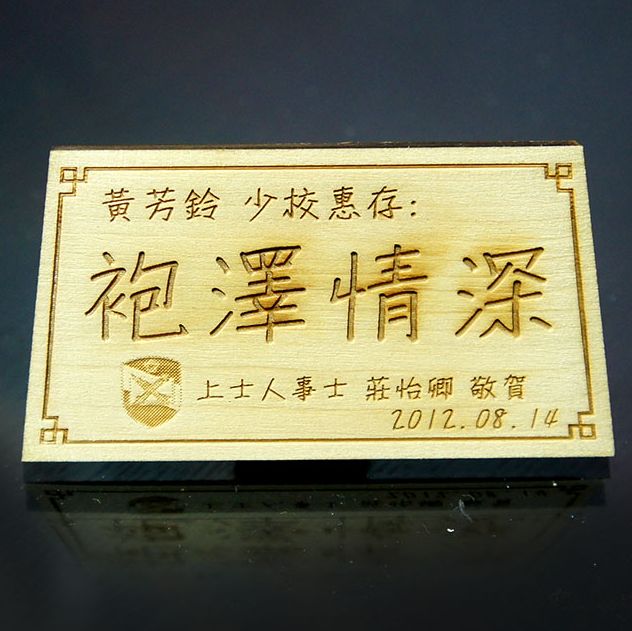 黃芳鈴 少校惠存:
袍澤情深
上士人事士 莊怡卿 敬賀
2012.08.14